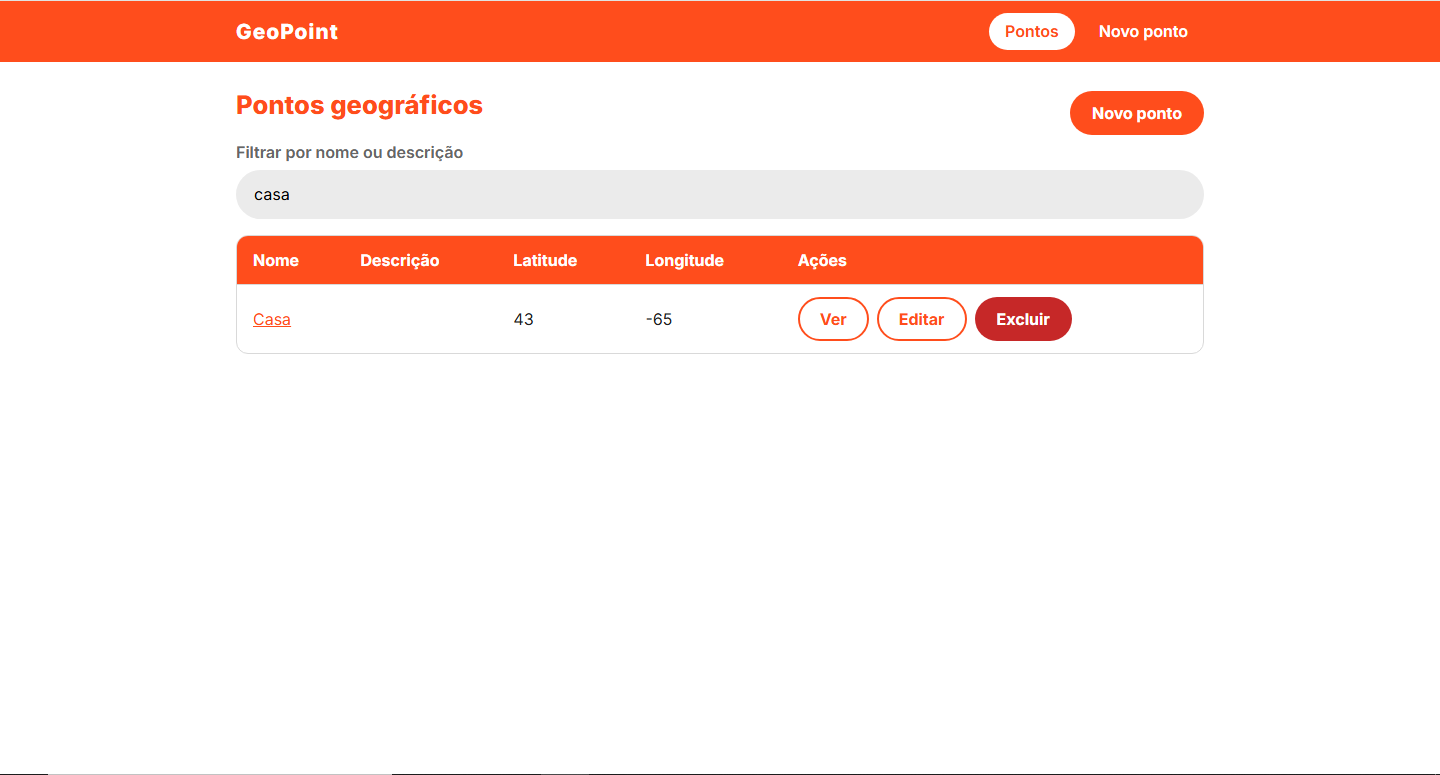 GeoPoint Pontos Novo ponto
Pontos geográficos Novo ponto
Filtrar por nome ou descrição
casa
Nome Descrição Latitude Longitude Ações
Casa 43 -65 Ver Editar Excluir